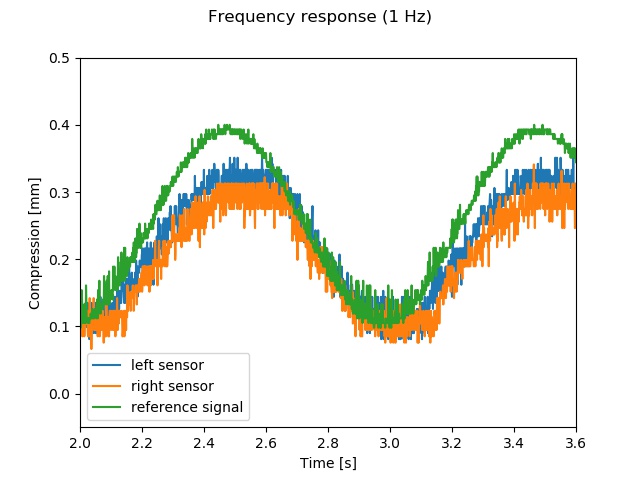 Frequency response (1 Hz)
0.5
0.4
0.3
0.2
0.1
0.0
Compression [mm]
left sensor
right sensor
reference signal
2.0 2.2 2.4 2.6 2.8 3.0 3.2 3.4 3.6
Time [s]